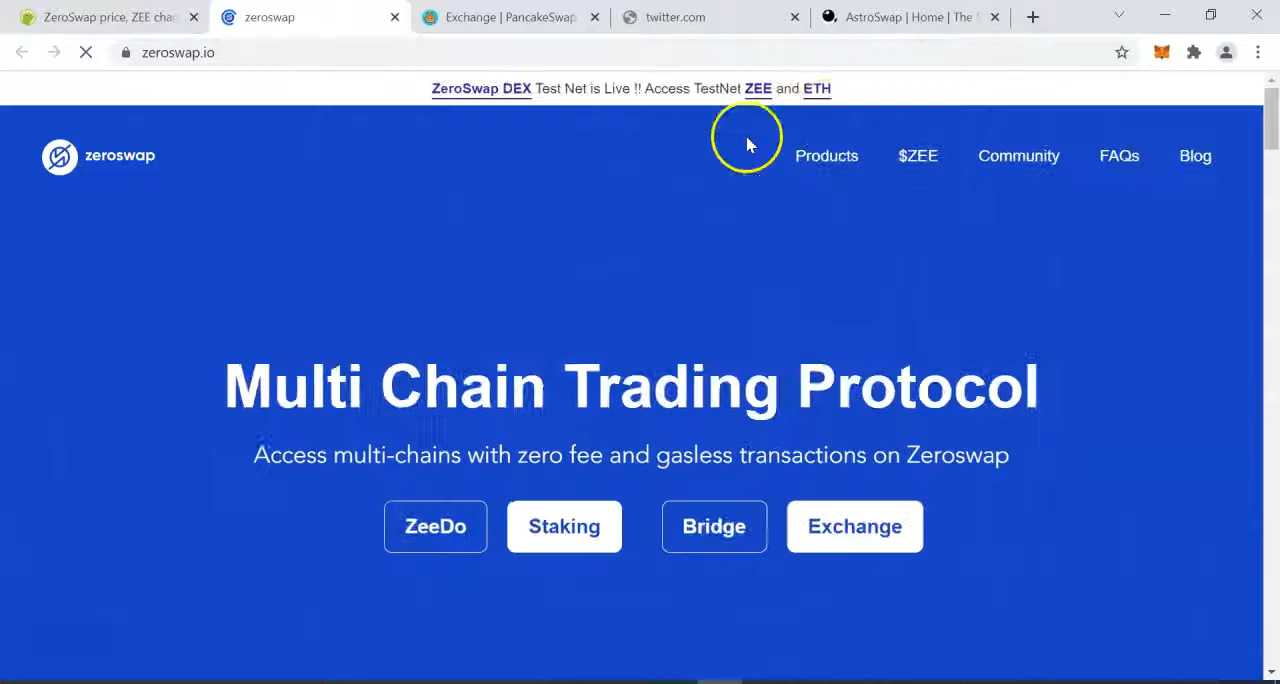 ZeroSwap price, ZEE cha
zeroswap
Exchange | PancakeSwap
twitter.com
AstroSwap | Home | The
zeroswap.io
ZeroSwap DEX Test Net is Live !! Access TestNet ZEE and ETH
zeroswap
Products
$ZEE
Community
FAQs
Blog
Multi Chain Trading Protocol
Access multi-chains with zero fee and gasless transactions on Zeroswap
ZeeDo
Staking
Bridge
Exchange